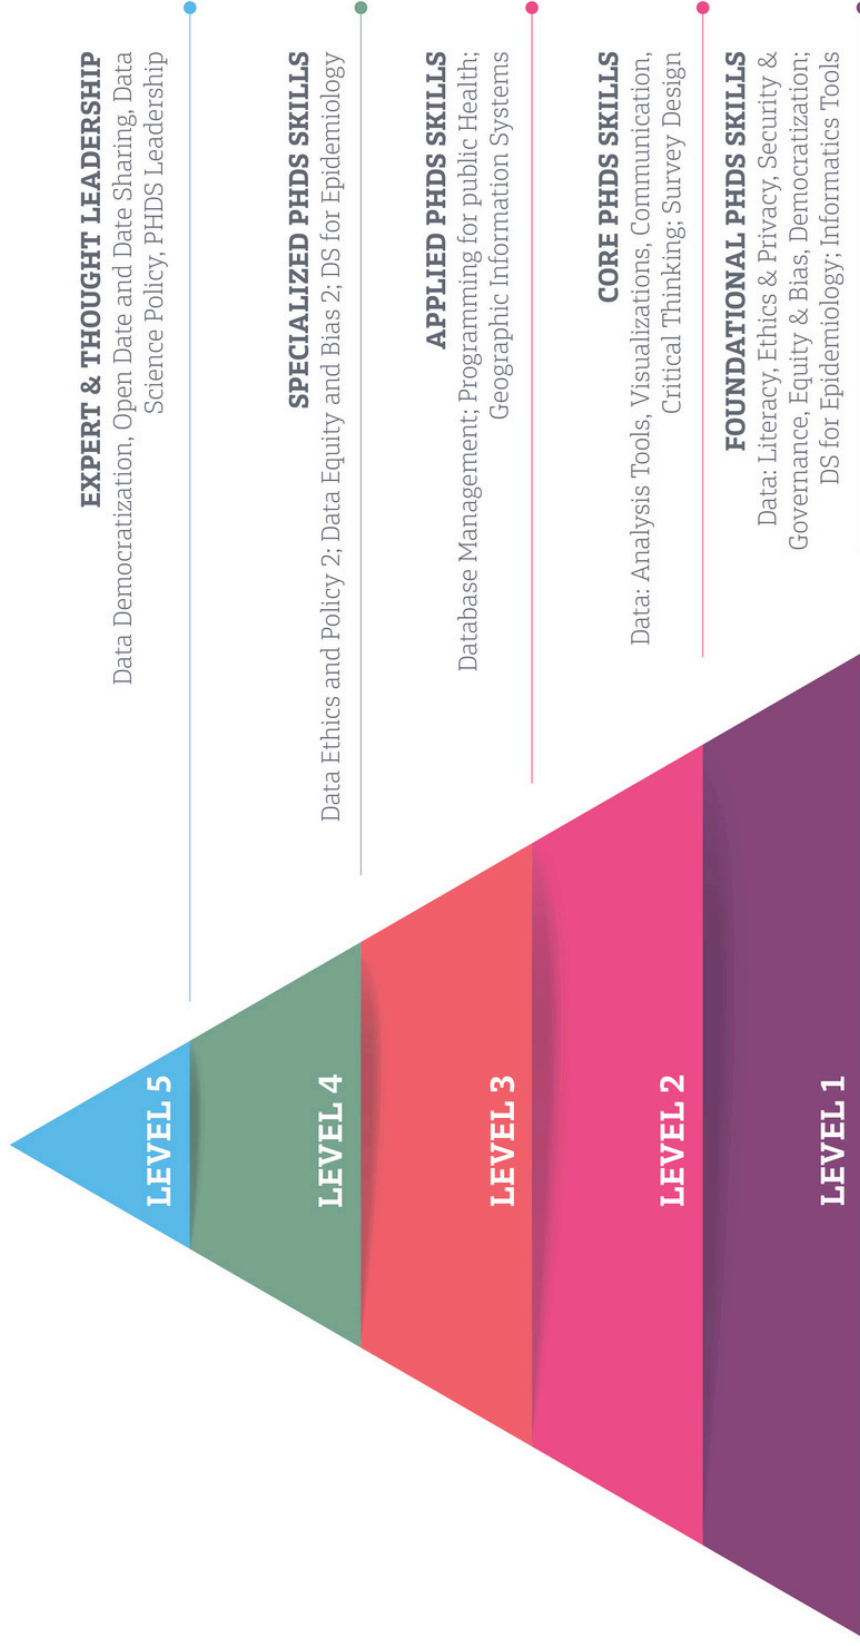 LEVEL 5
EXPERT & THOUGHT LEADERSHIP
Data Democratization, Open Date and Date Sharing, Data
Science Policy, PHDS Leadership
LEVEL 4
SPECIALIZED PHDS SKILLS
Data Ethics and Policy 2; Data Equity and Bias 2; DS for Epidemiology
LEVEL 3
APPLIED PHDS SKILLS
Database Management; Programming for public Health;
Geographic Information Systems
LEVEL 2
CORE PHDS SKILLS
Data: Analysis Tools, Visualizations, Communication,
Critical Thinking; Survey Design
LEVEL 1
FOUNDATIONAL PHDS SKILLS
Data: Literacy, Ethics & Privacy, Security &
Governance, Equity & Bias, Democratization;
DS for Epidemiology; Informatics Tools